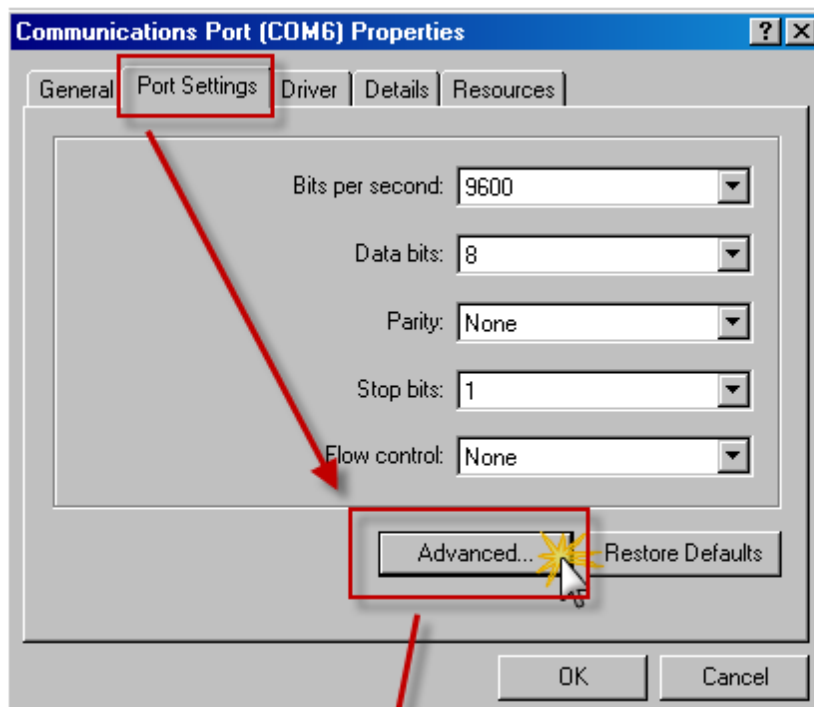 Communications Port (COM6) Properties
General Port Settings Driver Details Resources
Bits per second: 9600
Data bits: 8
Parity: None
Stop bits: 1
Flow control: None
Advanced... Restore Defaults
OK Cancel